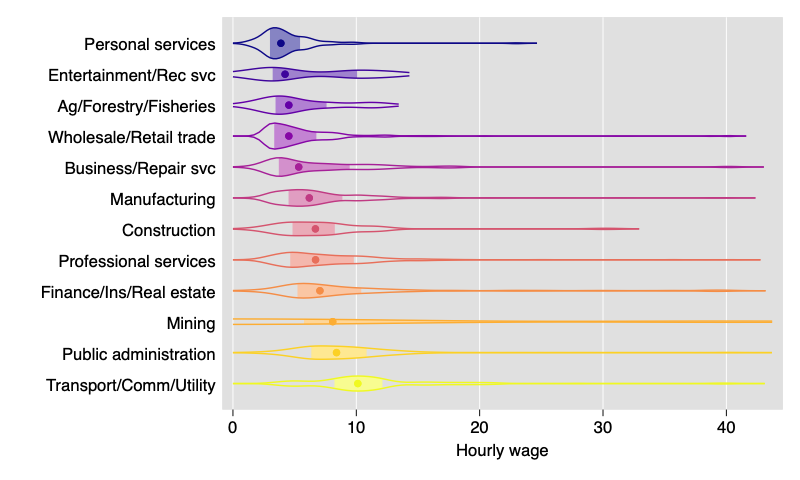 Personal services
Entertainment/Rec svc
Ag/Forestry/Fisheries
Wholesale/Retail trade
Business/Repair svc
Manufacturing
Construction
Professional services
Finance/Ins/Real estate
Mining
Public administration
Transport/Comm/Utility
0 10 20 30 40
Hourly wage